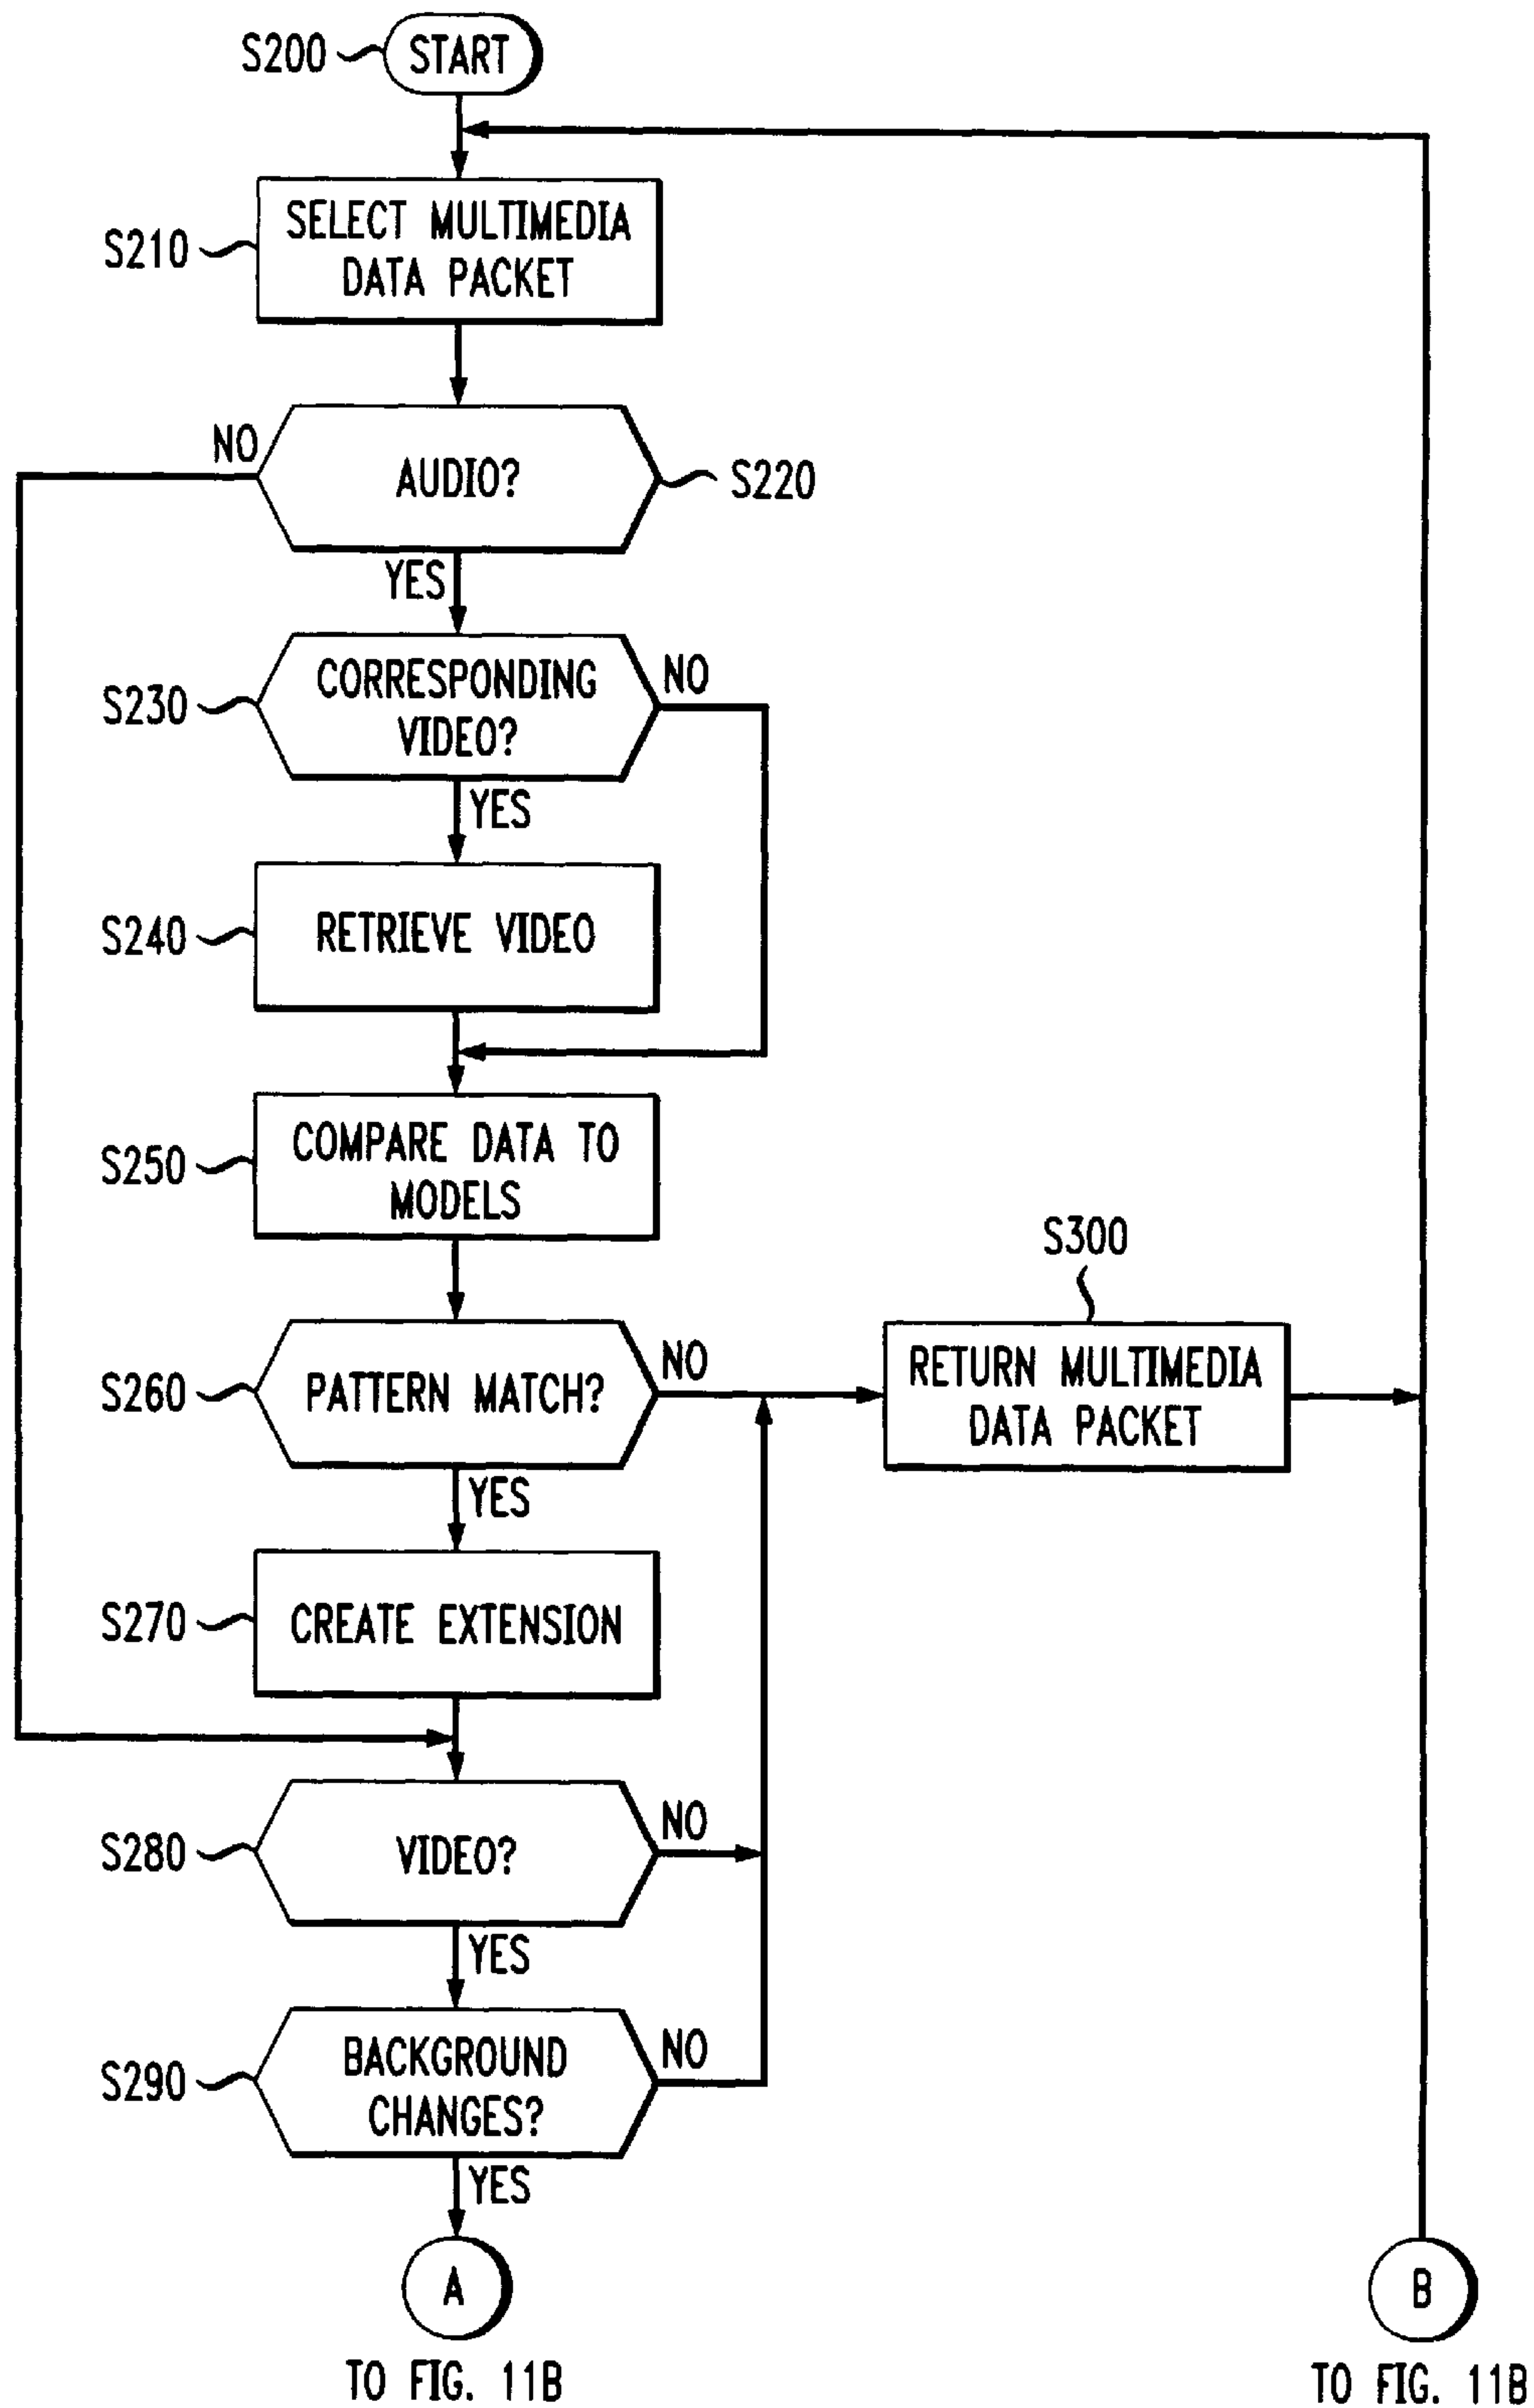 S200
START
S210
SELECT MULTIMEDIA
DATA PACKET
NO
AUDIO?
S220
YES
S230
CORRESPONDING
VIDEO?
NO
YES
S240
RETRIEVE VIDEO
S250
COMPARE DATA TO
MODELS
S300
S260
PATTERN MATCH?
NO
RETURN MULTIMEDIA
DATA PACKET
YES
S270
CREATE EXTENSION
S280
VIDEO?
NO
YES
S290
BACKGROUND
CHANGES?
NO
YES
A
B
TO FIG. 11B
TO FIG. 11B